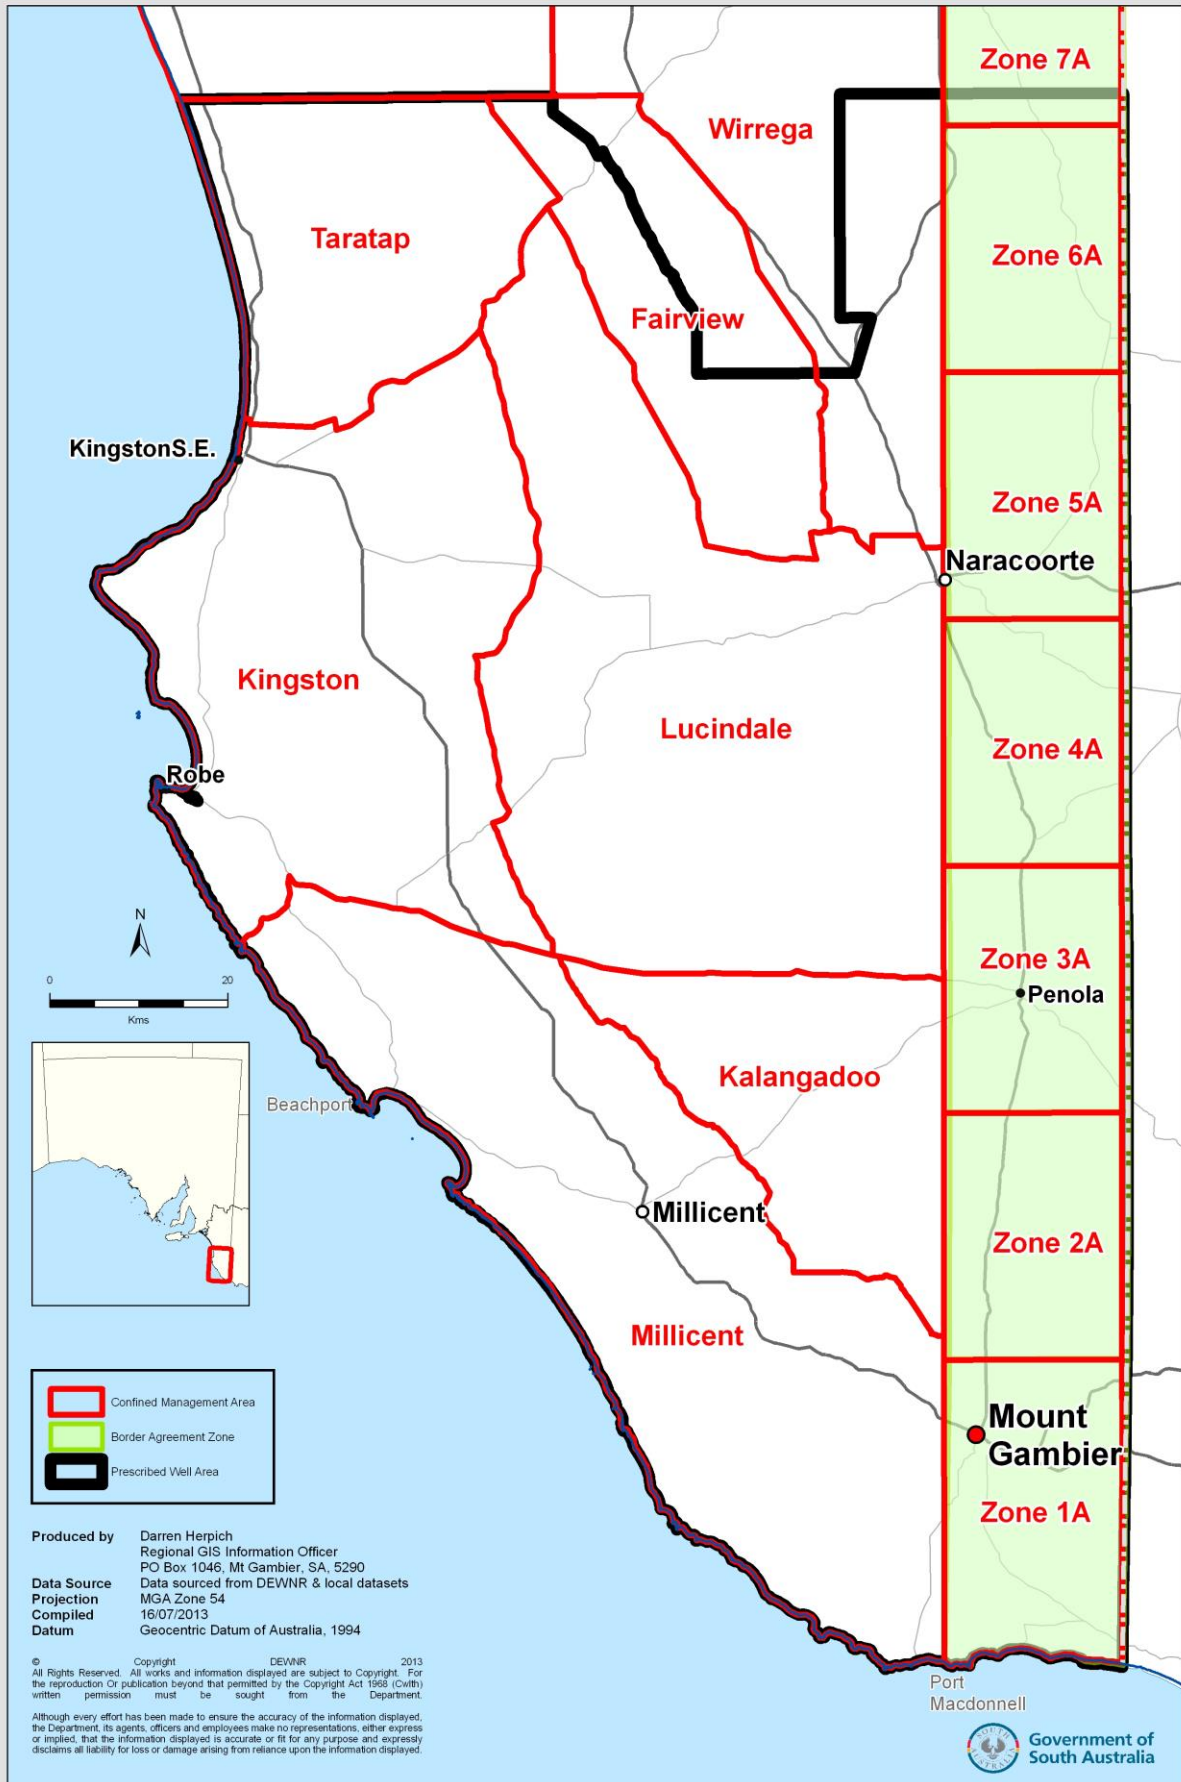 Zone 7A
Wirrega
Taratap
Zone 6A
Fairview
KingstonS.E.
Zone 5A
Naracoorte
Kingston
Lucindale
Zone 4A
Robe
N
0 20
Kms
Zone 3A
Penola
Kalangadoo
Beachport
Millicent
Zone 2A
Millicent
Mount
Gambier
Zone 1A
Confined Management Area
Border Agreement Zone
Prescribed Well Area
Produced by Darren Herpich
Regional GIS Information Officer
PO Box 1046, Mt Gambier, SA, 5290
Data Source Data sourced from DEWNR & local datasets
Projection MGA Zone 54
Compiled 16/07/2013
Datum Geocentric Datum of Australia, 1994
© Copyright DEWNR 2013
All Rights Reserved. All works and information displayed are subject to Copyright. For
the reproduction Or publication beyond that permitted by the Copyright Act 1968 (Cwlth)
written permission must be sought from the Department.
Although every effort has been made to ensure the accuracy of the information displayed,
the Department, its agents, officers and employees make no representations, either express
or implied, that the information displayed is accurate or fit for any purpose and expressly
disclaims all liability for loss or damage arising from reliance upon the information displayed.
Port
Macdonnell
SOUTH AUSTRALIA
Government of
South Australia